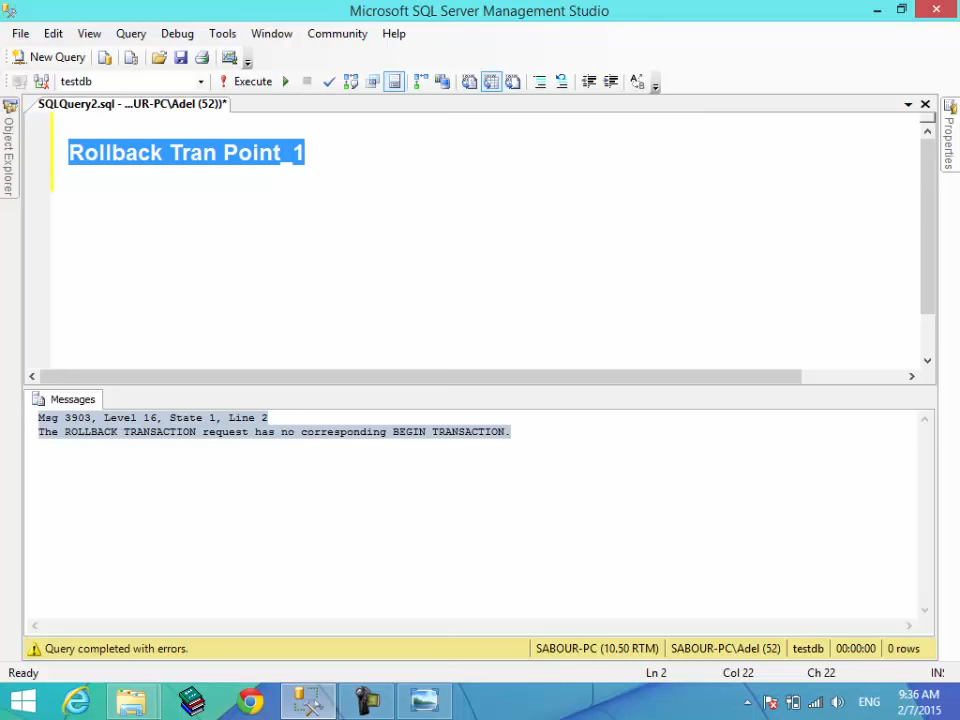 Microsoft SQL Server Management Studio
File Edit View Query Debug Tools Window Community Help
New Query
testdb Execute
SQLQuery2.sql - ...UR-PC\Adel (52))*
Object Explorer
Properties
Rollback Tran Point_1
Messages
Msg 3903, Level 16, State 1, Line 2
The ROLLBACK TRANSACTION request has no corresponding BEGIN TRANSACTION.
Query completed with errors. SABOUR-PC (10.50 RTM) SABOUR-PC\Adel (52) testdb 00:00:00 0 rows
Ready Ln 2 Col 22 Ch 22 INS
ENG
9:36 AM
2/7/2015